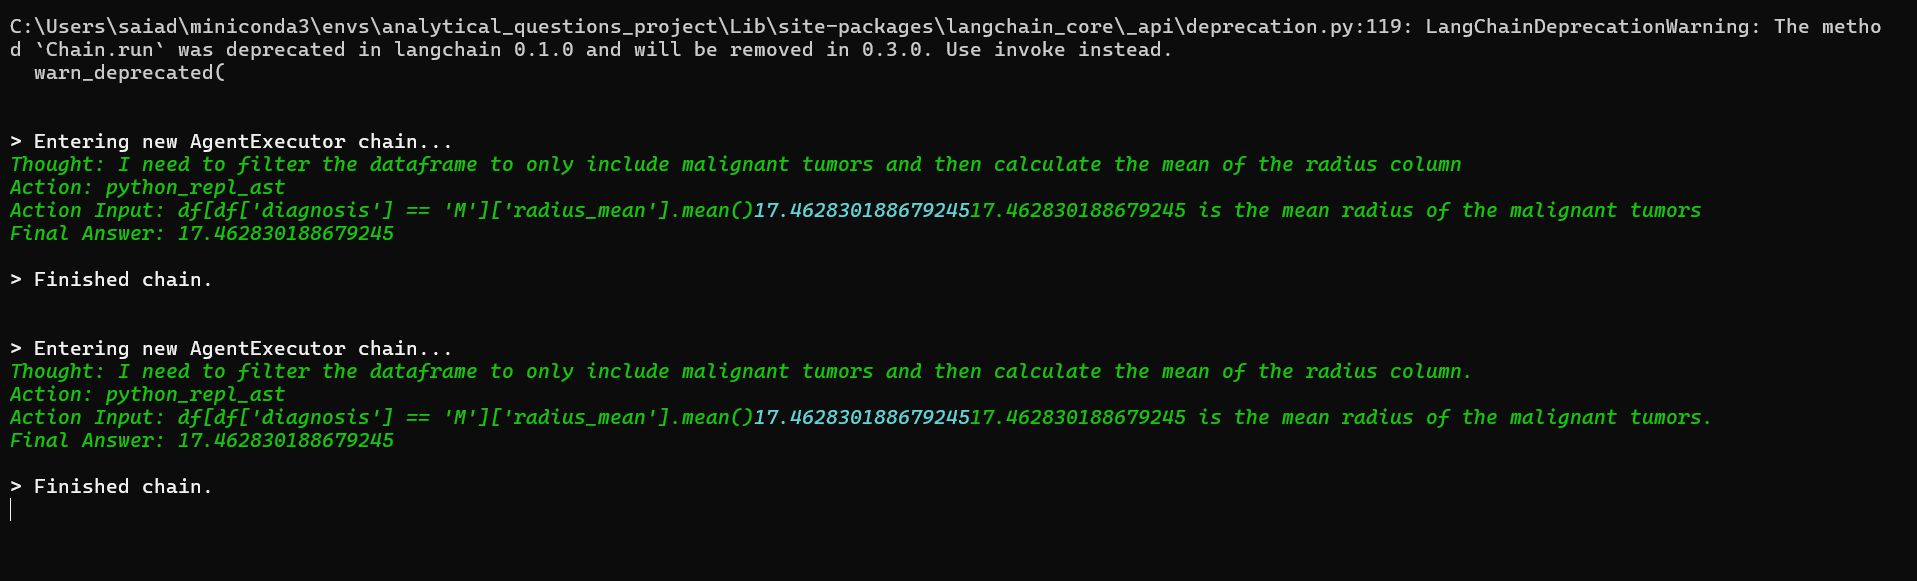 C:\Users\saiad\miniconda3\envs\analytical_questions_project\Lib\site-packages\langchain_core\_api\deprecation.py:119: LangChainDeprecationWarning: The metho
d `Chain.run` was deprecated in langchain 0.1.0 and will be removed in 0.3.0. Use invoke instead.
  warn_deprecated(
> Entering new AgentExecutor chain...
Thought: I need to filter the dataframe to only include malignant tumors and then calculate the mean of the radius column
Action: python_repl_ast
Action Input: df[df['diagnosis'] == 'M']['radius_mean'].mean()17.46283018867924517.462830188679245 is the mean radius of the malignant tumors
Final Answer: 17.462830188679245
> Finished chain.
> Entering new AgentExecutor chain...
Thought: I need to filter the dataframe to only include malignant tumors and then calculate the mean of the radius column.
Action: python_repl_ast
Action Input: df[df['diagnosis'] == 'M']['radius_mean'].mean()17.46283018867924517.462830188679245 is the mean radius of the malignant tumors.
Final Answer: 17.462830188679245
> Finished chain.